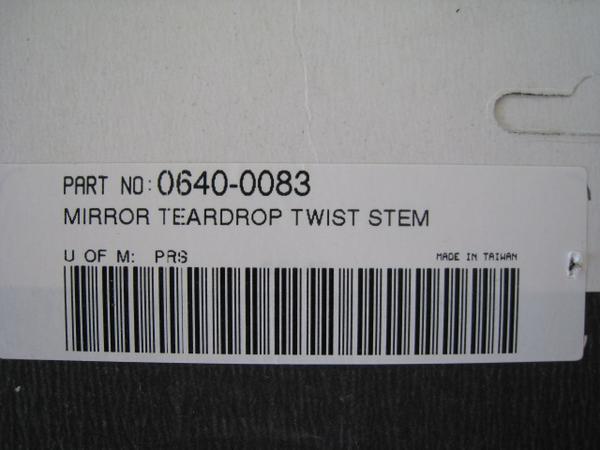 PART NO: 0640-0083
MIRROR TEARDROP TWIST STEM
U OF M: PRS MADE IN TAIWAN